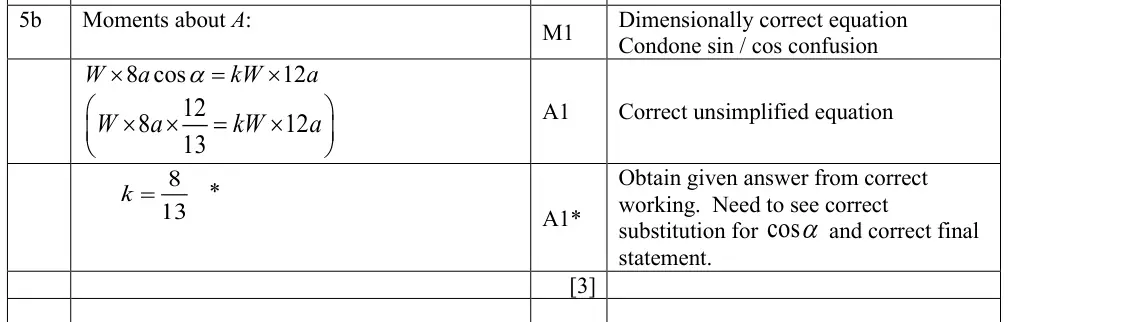 5b Moments about A: M1 Dimensionally correct equation
Condone sin / cos confusion
W × 8a cos α = kW × 12a
(W × 8a × 12/13 = kW × 12a) A1 Correct unsimplified equation
k = 8/13 * A1* Obtain given answer from correct
working. Need to see correct
substitution for cos α and correct final
statement.
[3]